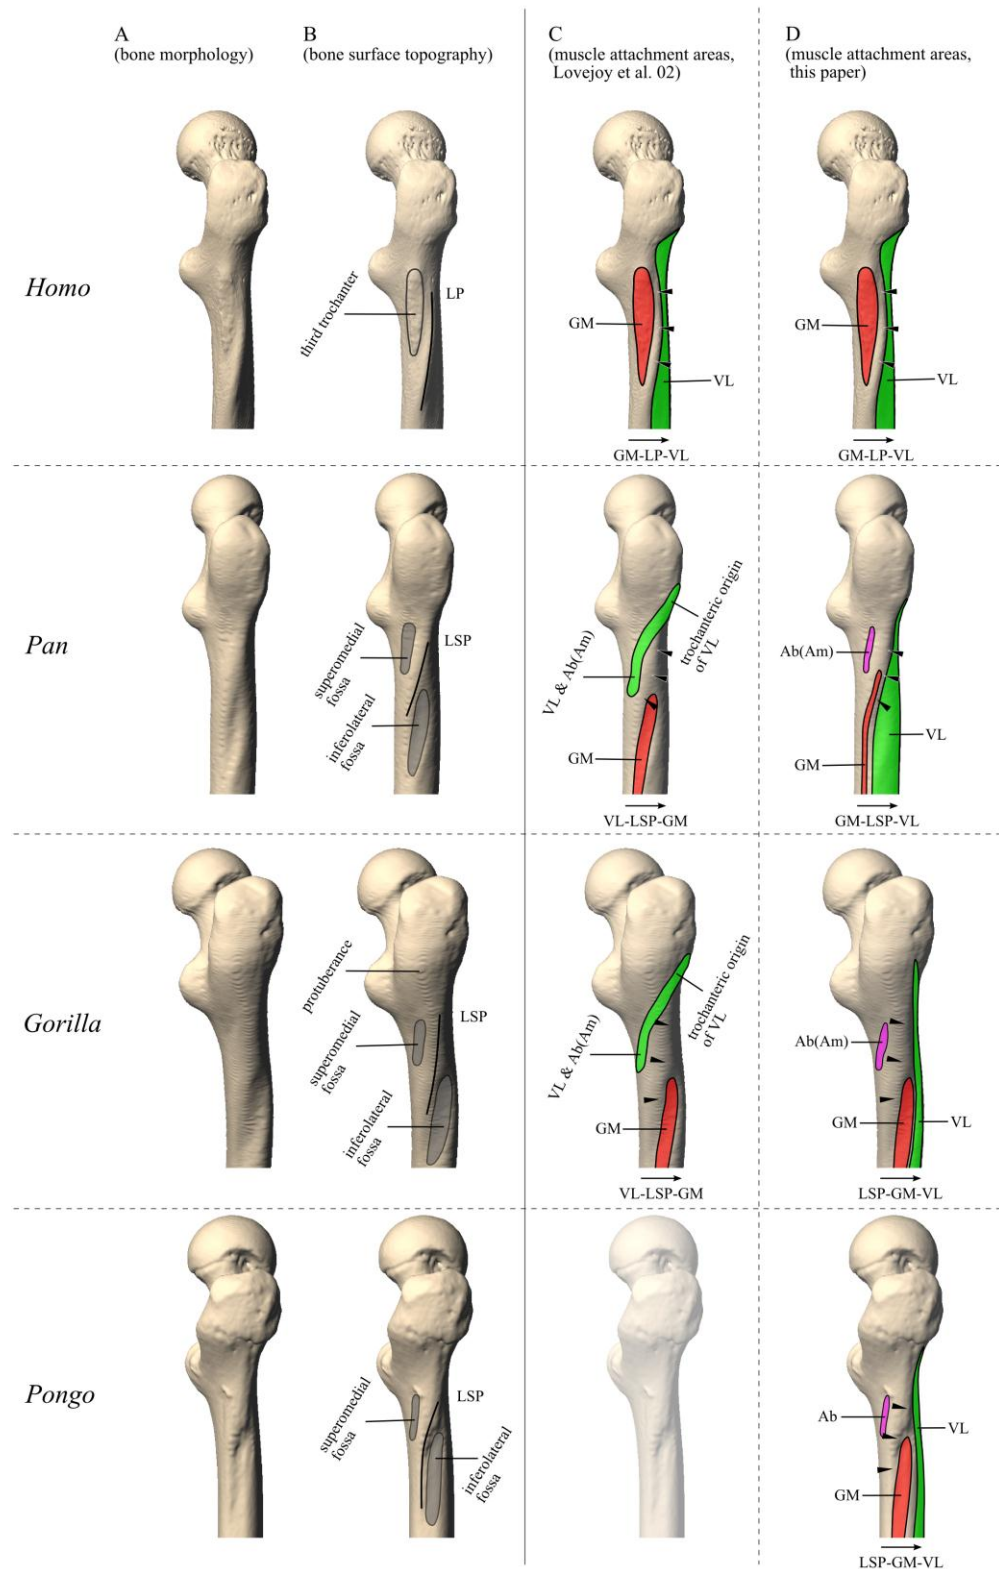 A
(bone morphology)
B
(bone surface topography)
C
(muscle attachment areas,
Lovejoy et al. 02)
D
(muscle attachment areas,
this paper)
Homo
third trochanter
LP
GM
VL
GM-LP-VL
GM
VL
GM-LP-VL
Pan
superomedial
fossa
LSP
inferolateral
fossa
VL & Ab(Am)
trochanteric origin
of VL
GM
VL-LSP-GM
Ab(Am)
VL
GM
GM-LSP-VL
Gorilla
protuberance
superomedial
fossa
LSP
inferolateral
fossa
VL & Ab(Am)
trochanteric origin
of VL
GM
VL-LSP-GM
Ab(Am)
GM
VL
LSP-GM-VL
Pongo
superomedial
fossa
LSP
inferolateral
fossa
Ab
VL
GM
LSP-GM-VL